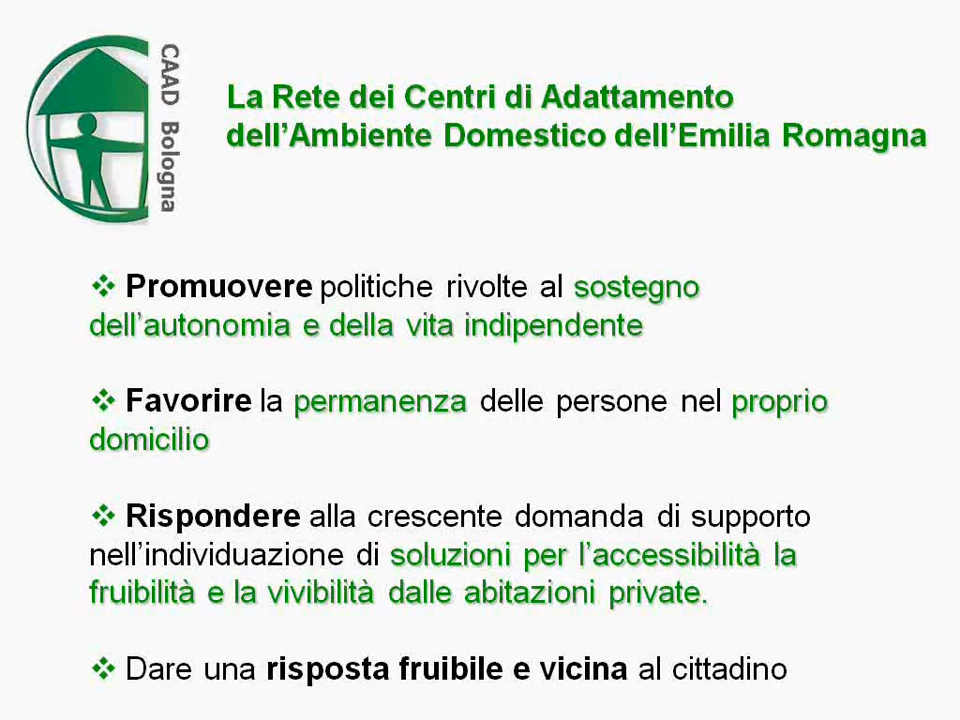 CAAD Bologna
La Rete dei Centri di Adattamento
dell'Ambiente Domestico dell'Emilia Romagna
❖ Promuovere politiche rivolte al sostegno
dell'autonomia e della vita indipendente
❖ Favorire la permanenza delle persone nel proprio
domicilio
❖ Rispondere alla crescente domanda di supporto
nell'individuazione di soluzioni per l'accessibilità la
fruibilità e la vivibilità dalle abitazioni private.
❖ Dare una risposta fruibile e vicina al cittadino